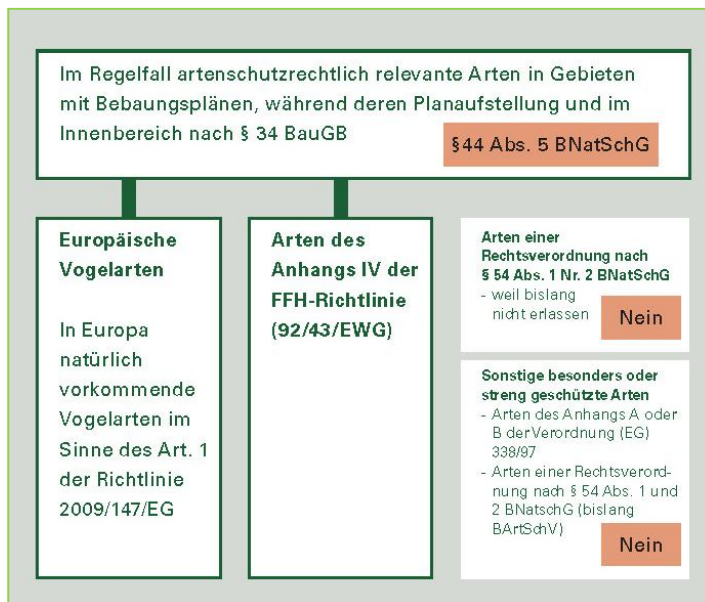 Im Regelfall artenschutzrechtlich relevante Arten in Gebieten
mit Bebaungsplänen, während deren Planaufstellung und im
Innenbereich nach § 34 BauGB
§44 Abs. 5 BNatSchG
Europäische
Vogelarten
In Europa
natürlich
vorkommende
Vogelarten im
Sinne des Art. 1
der Richtlinie
2009/147/EG
Arten des
Anhangs IV der
FFH-Richtlinie
(92/43/EWG)
Arten einer
Rechtsverordnung nach
§ 54 Abs. 1 Nr. 2 BNatSchG
- weil bislang
nicht erlassen
Nein
Sonstige besonders oder
streng geschützte Arten
- Arten des Anhangs A oder
B der Verordnung (EG)
338/97
- Arten einer Rechtsverord-
nung nach § 54 Abs. 1 und
2 BNatschG (bislang
BArtSchV)
Nein